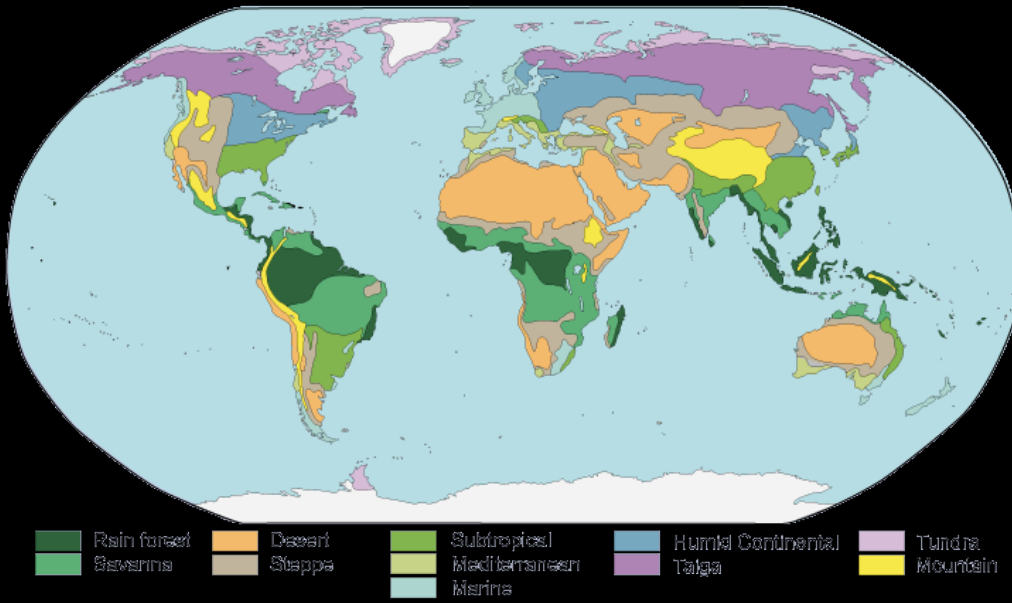 Rain forest
Savanna
Desert
Steppe
Subtropical
Mediterranean
Marine
Humid Continental
Taiga
Tundra
Mountain